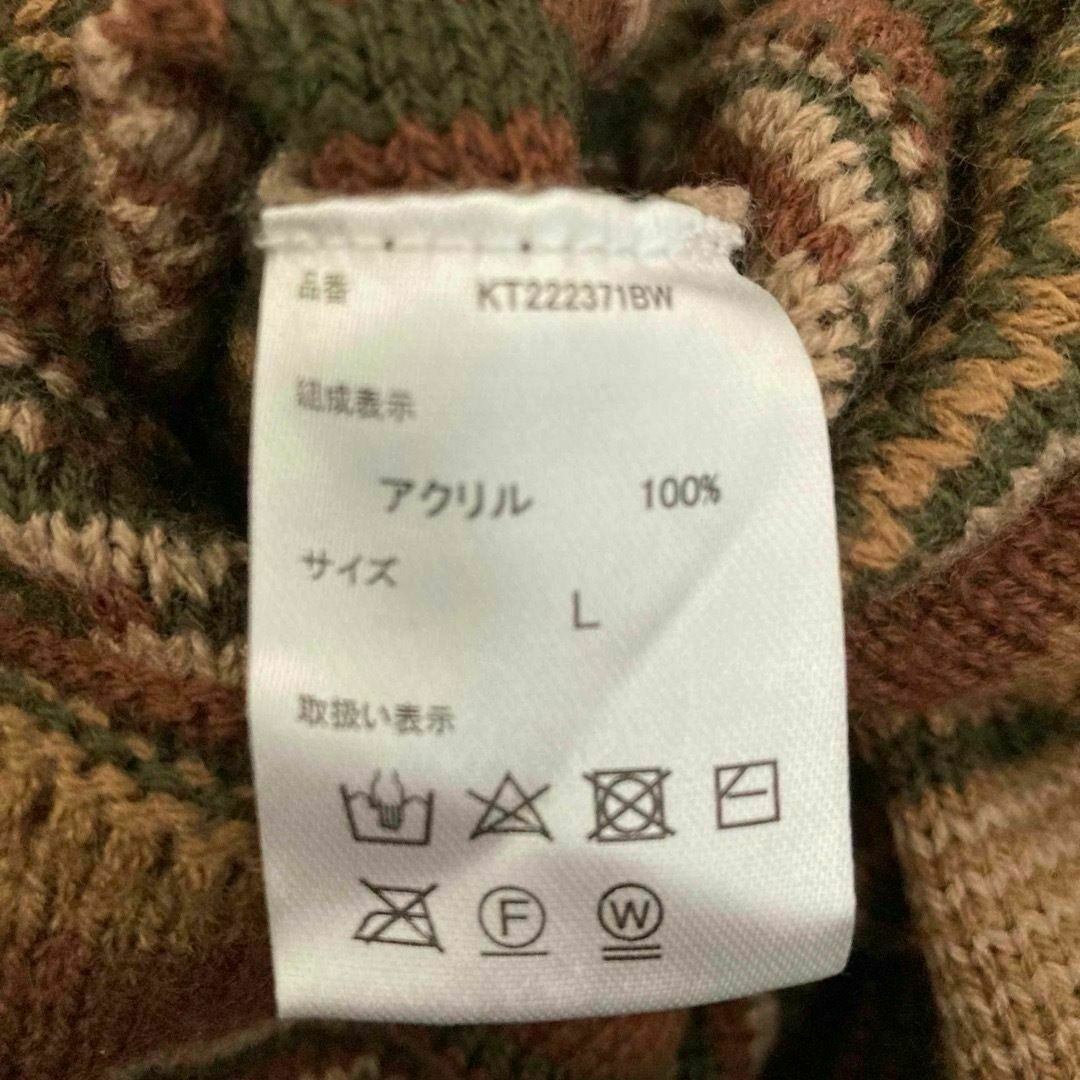 品番 KT222371BW
組成表示
アクリル 100%
サイズ
L
取扱い表示
F W